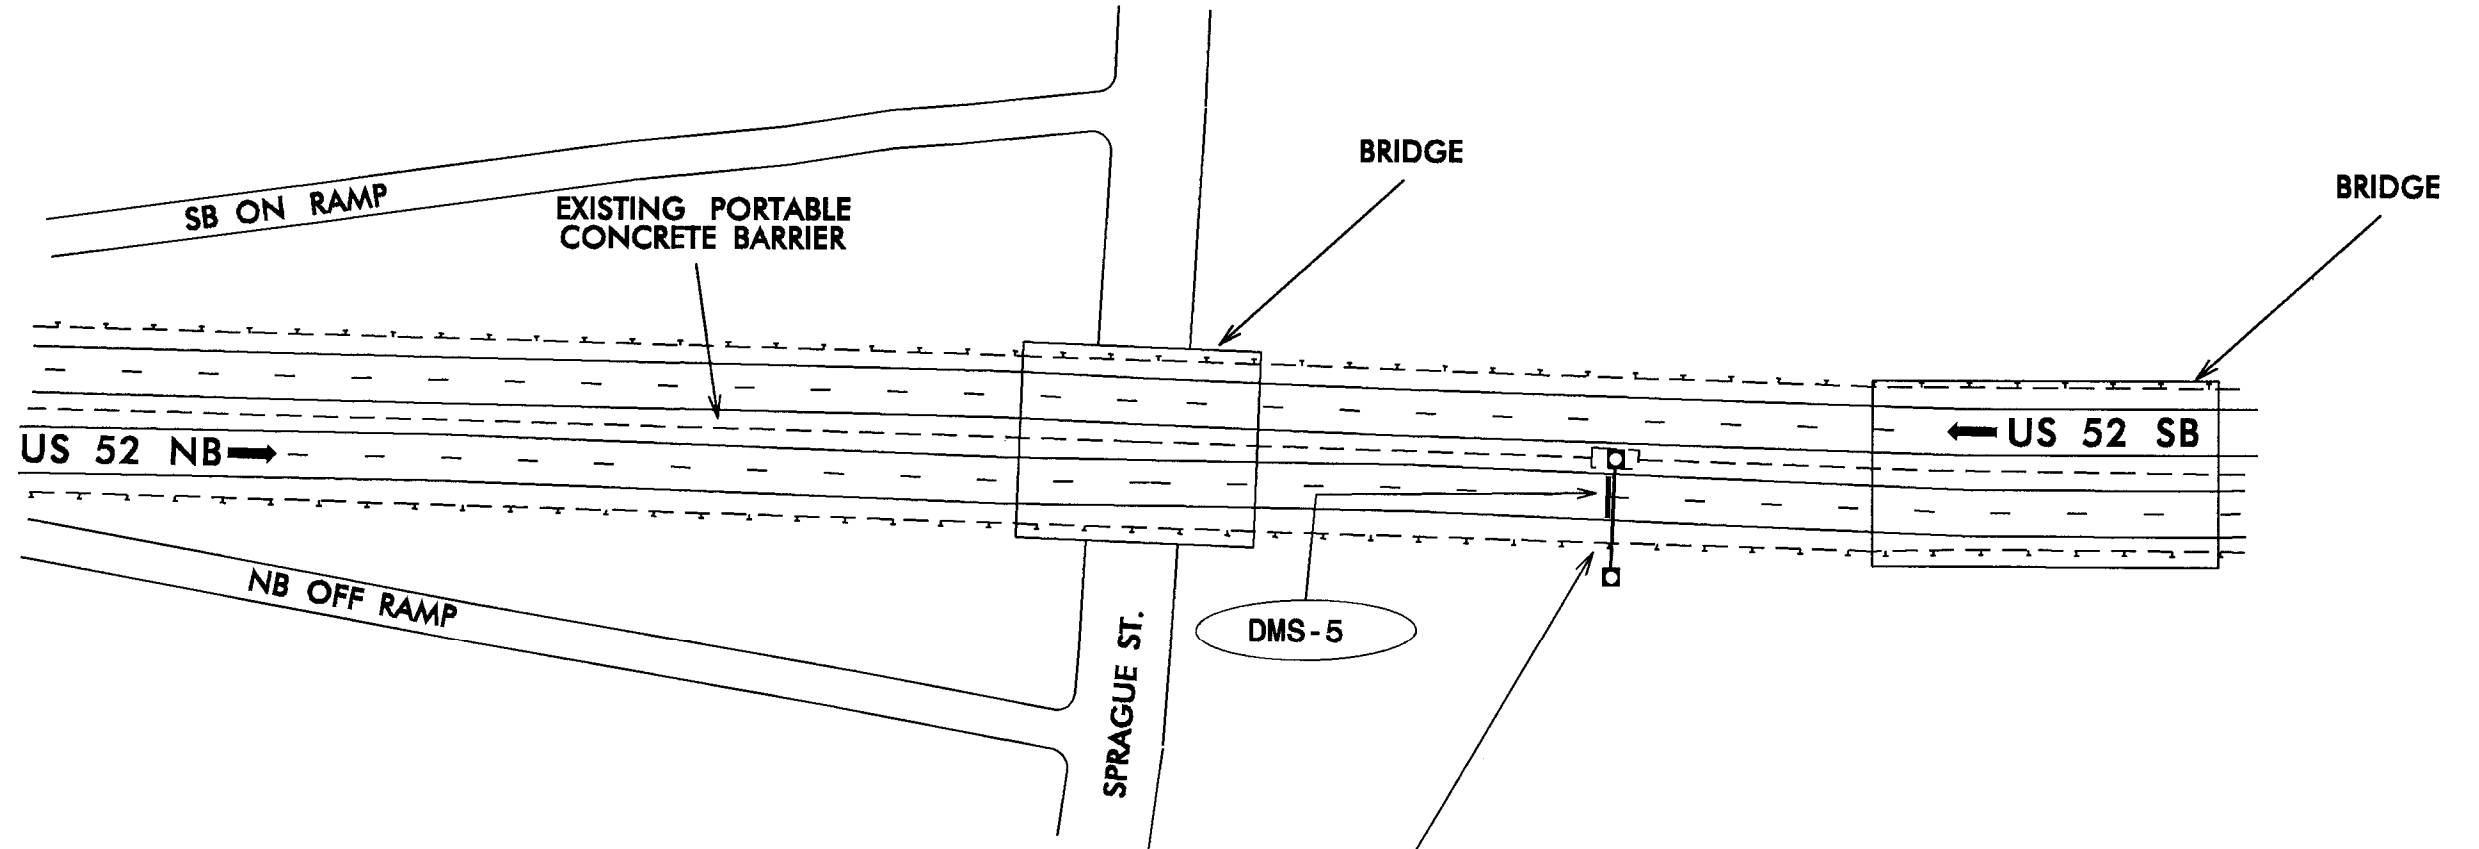 BRIDGE
BRIDGE
SB ON RAMP
EXISTING PORTABLE
CONCRETE BARRIER
US 52 SB
US 52 NB
NB OFF RAMP
DMS-5
SPRAGUE ST.